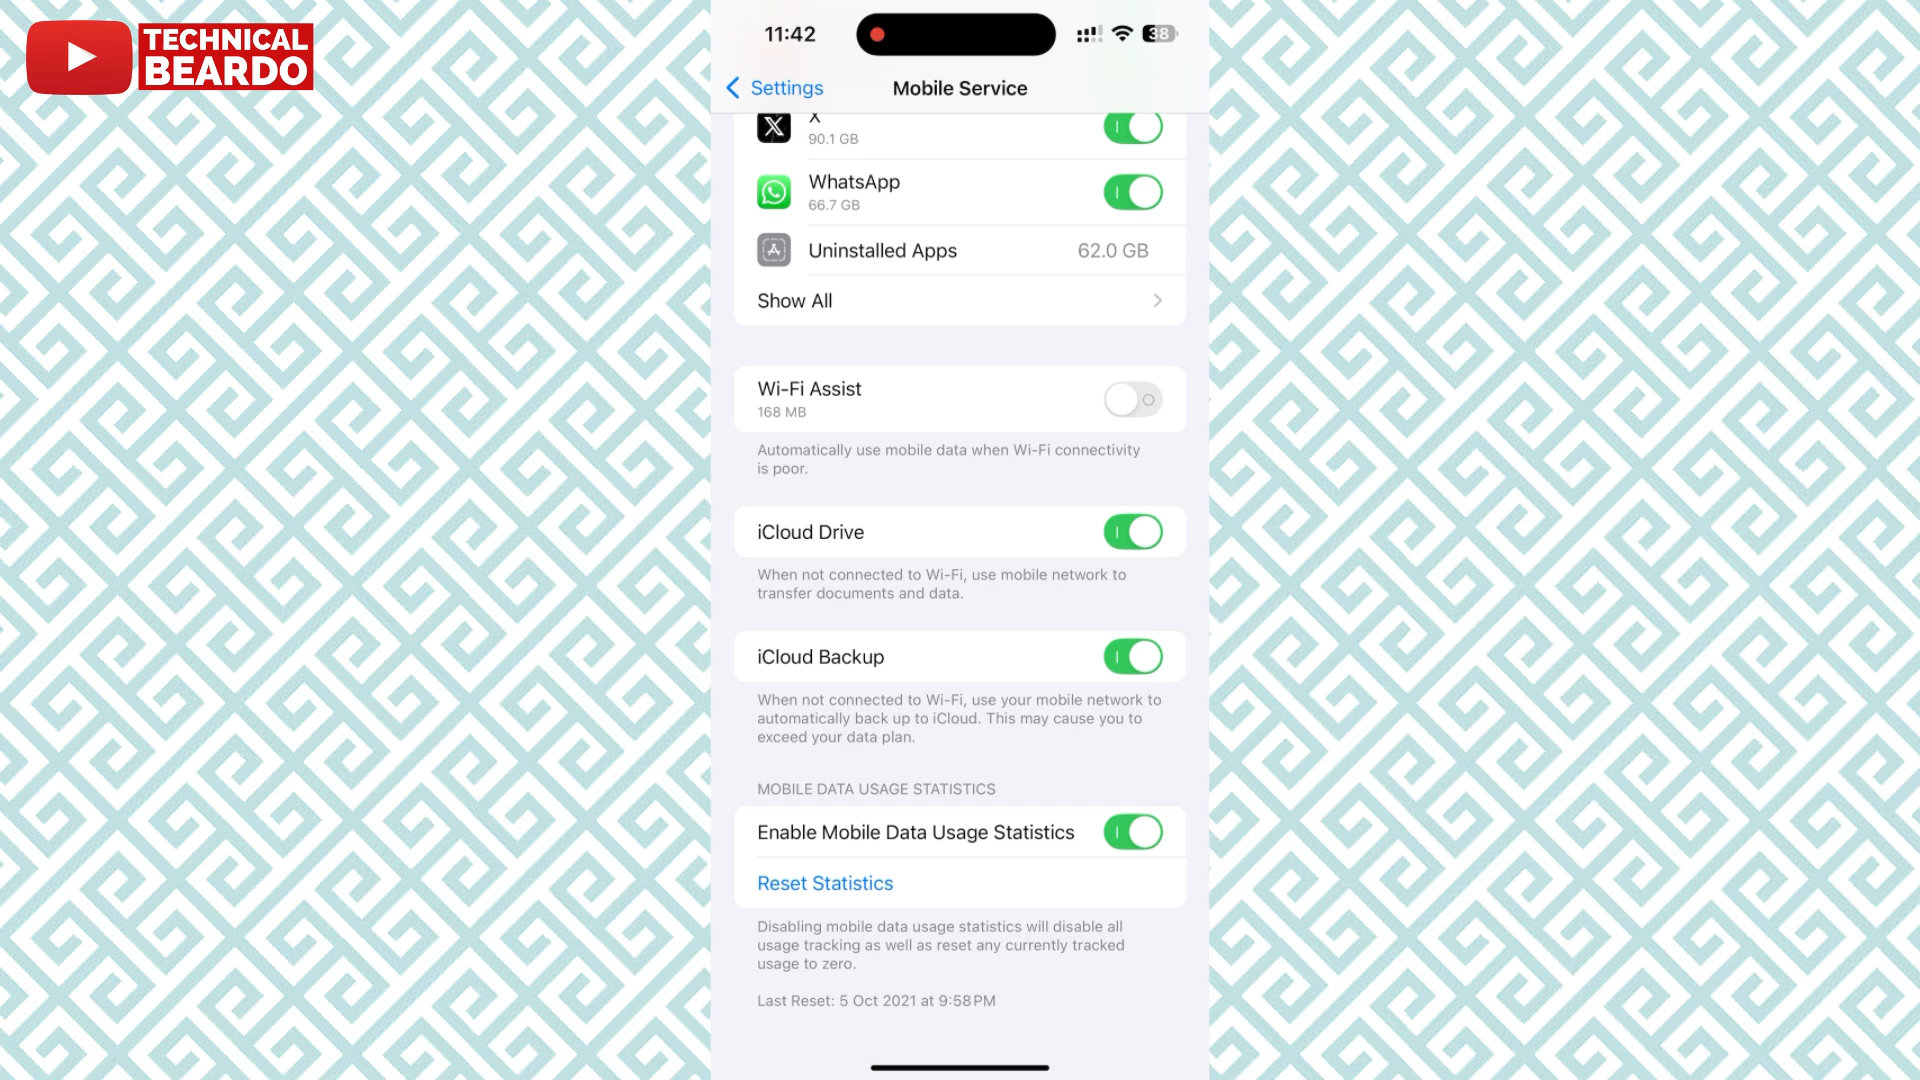 TECHNICAL
BEARDO
11:42
38
Settings
Mobile Service
X
90.1 GB
WhatsApp
66.7 GB
Uninstalled Apps
62.0 GB
Show All
Wi-Fi Assist
168 MB
Automatically use mobile data when Wi-Fi connectivity
is poor.
iCloud Drive
When not connected to Wi-Fi, use mobile network to
transfer documents and data.
iCloud Backup
When not connected to Wi-Fi, use your mobile network to
automatically back up to iCloud. This may cause you to
exceed your data plan.
MOBILE DATA USAGE STATISTICS
Enable Mobile Data Usage Statistics
Reset Statistics
Disabling mobile data usage statistics will disable all
usage tracking as well as reset any currently tracked
usage to zero.
Last Reset: 5 Oct 2021 at 9:58 PM